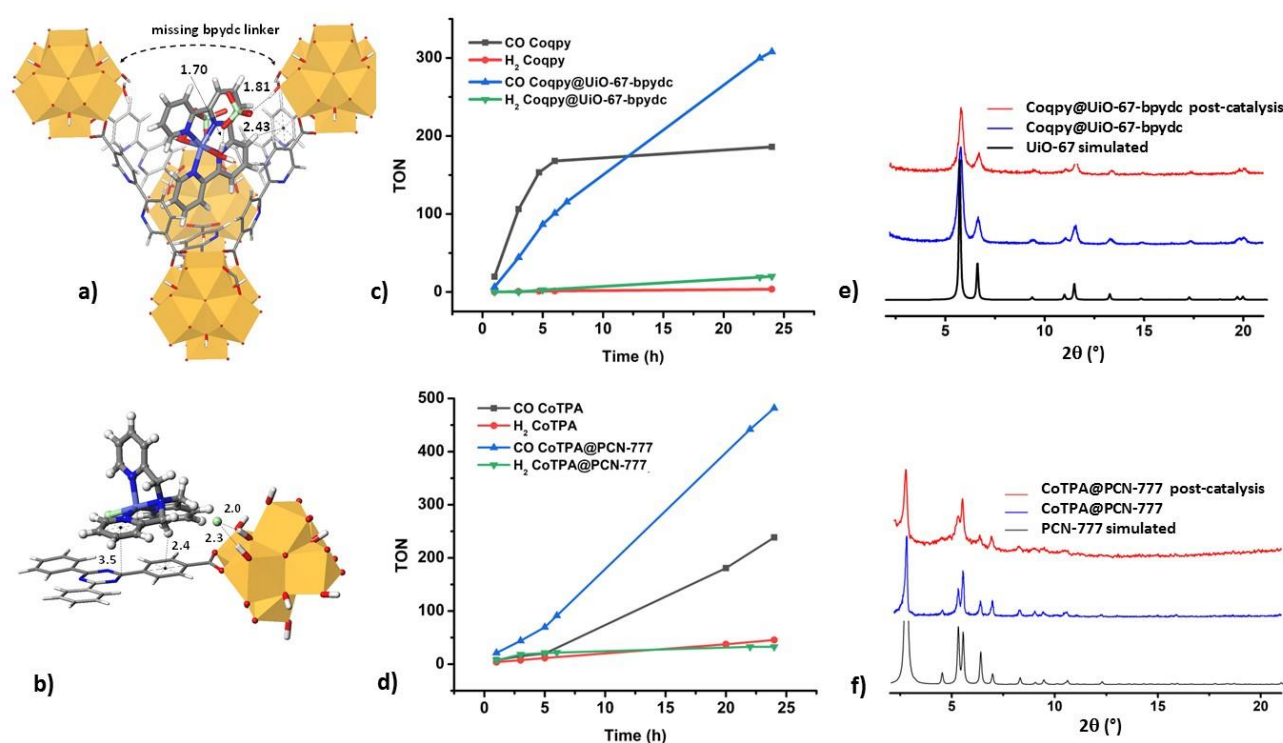 missing bpydc linker
1.70
1.81
2.43
a)
CO Coqpy
H2 Coqpy
CO Coqpy@UiO-67-bpydc
H2 Coqpy@UiO-67-bpydc
TON
300
200
100
0
0 5 10 15 20 25
Time (h)
c)
Coqpy@UiO-67-bpydc post-catalysis
Coqpy@UiO-67-bpydc
UiO-67 simulated
5 10 15 20
2θ (°)
e)
2.0
2.3
2.4
3.5
b)
CO CoTPA
H2 CoTPA
CO CoTPA@PCN-777
H2 CoTPA@PCN-777
TON
500
400
300
200
100
0
0 5 10 15 20 25
Time (h)
d)
CoTPA@PCN-777 post-catalysis
CoTPA@PCN-777
PCN-777 simulated
5 10 15 20
2θ (°)
f)